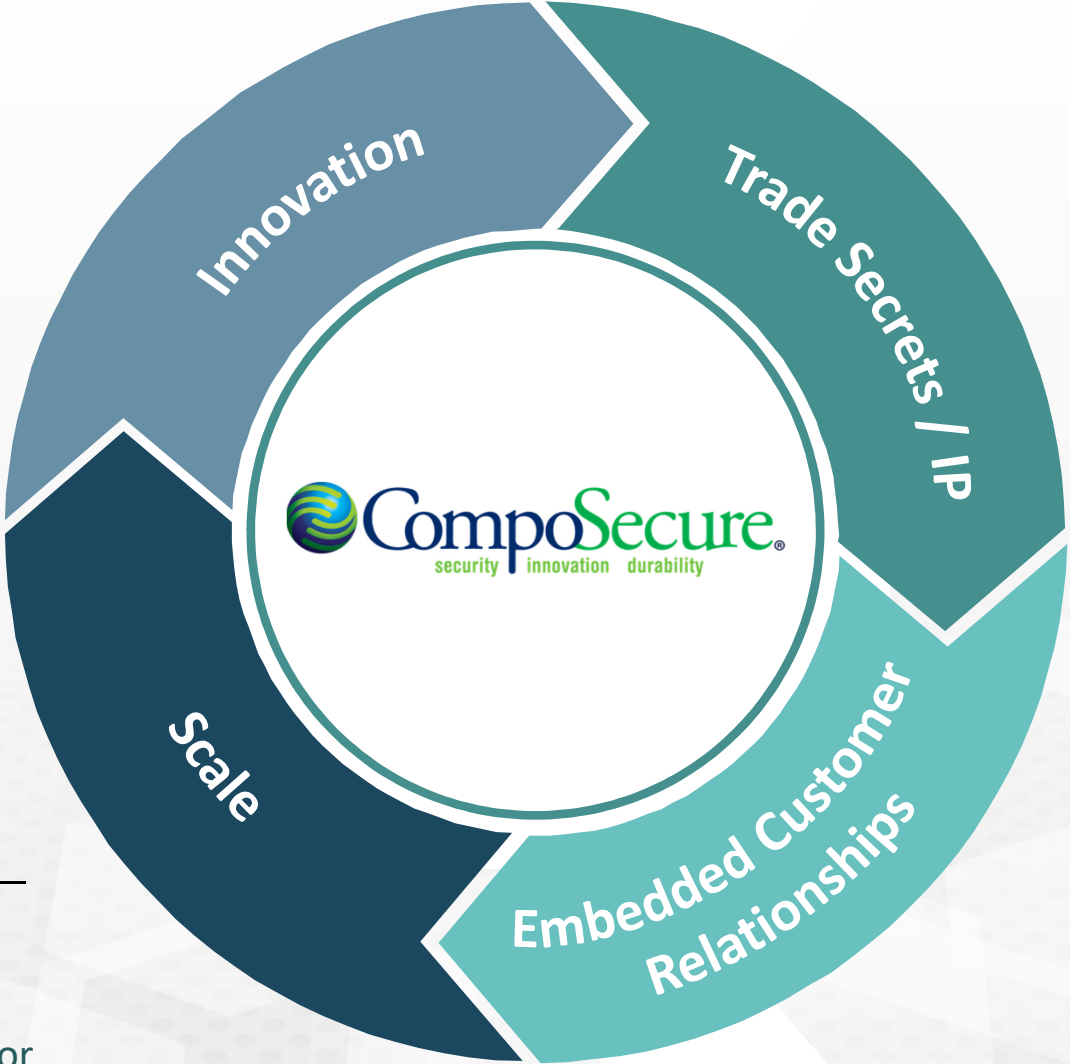 Innovation
Trade Secrets / IP
CompoSecure®
security innovation durability
Scale
Embedded Customer
Relationships
or